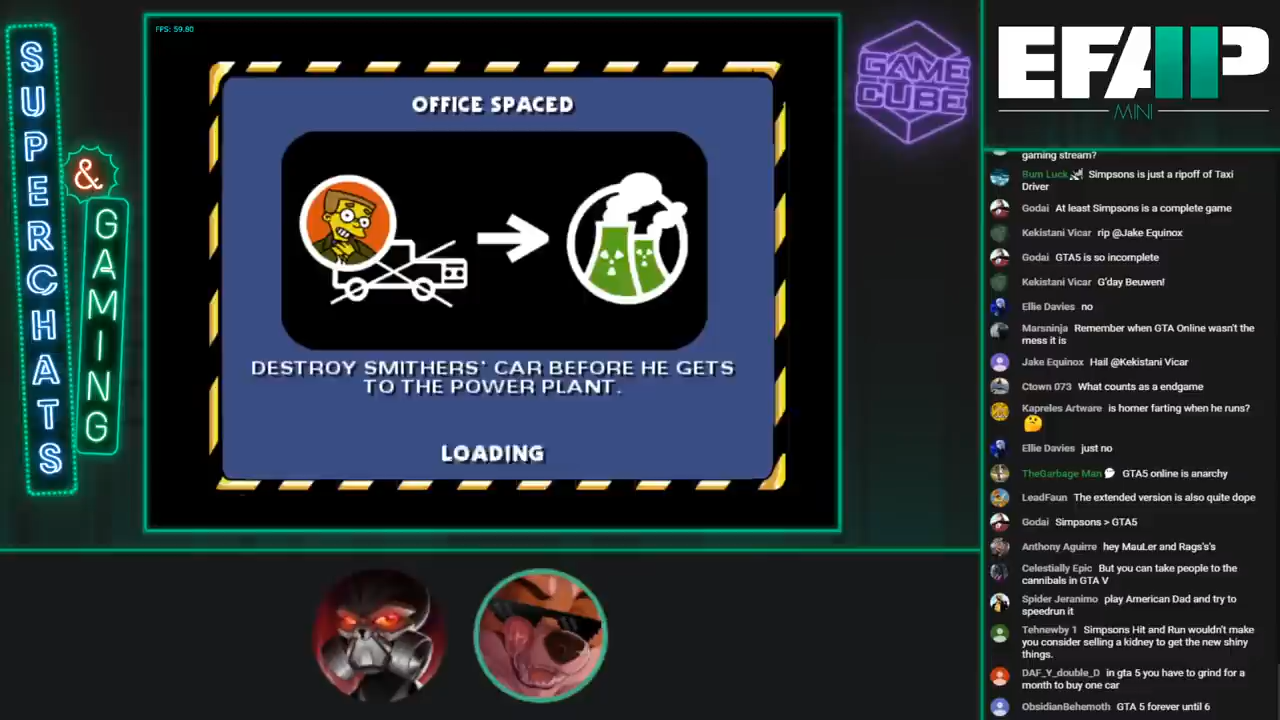 SUPERCHATS
&
GAMING
FPS: 59.80
OFFICE SPACED
DESTROY SMITHERS' CAR BEFORE HE GETS
TO THE POWER PLANT.
LOADING
GAME
CUBE
EFAP
MINI
gaming stream?
Bum Luck Simpsons is just a ripoff of Taxi
Driver
Godai At least Simpsons is a complete game
Kekistani Vicar rip @Jake Equinox
Godai GTA5 is so incomplete
Kekistani Vicar G'day Beuwen!
Ellie Davies no
Marsninja Remember when GTA Online wasn't the
mess it is
Jake Equinox Hail @Kekistani Vicar
Ctown 073 What counts as a endgame
Kapreles Artware is homer farting when he runs?
Ellie Davies just no
TheGarbage Man GTA5 online is anarchy
LeadFaun The extended version is also quite dope
Godai Simpsons > GTA5
Anthony Aguirre hey MauLer and Rags's's
Celestially Epic But you can take people to the
cannibals in GTA V
Spider Jeranimo play American Dad and try to
speedrun it
Tehnewby 1 Simpsons Hit and Run wouldn't make
you consider selling a kidney to get the new shiny
things.
DAF_Y_double_D in gta 5 you have to grind for a
month to buy one car
ObsidianBehemoth GTA 5 forever until 6